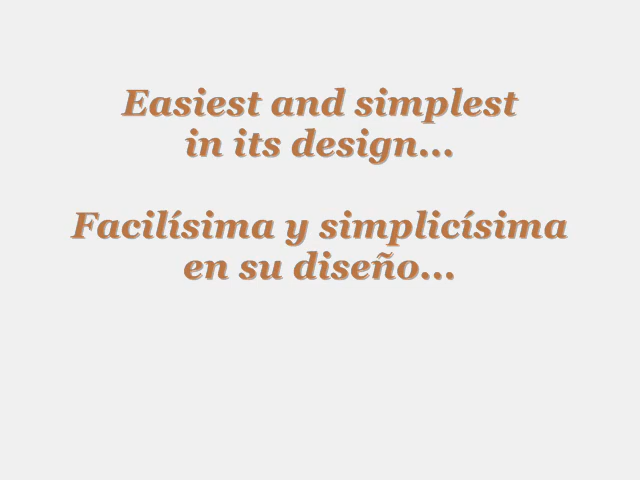 Easiest and simplest
in its design...
Facilísima y simplicísima
en su diseño...